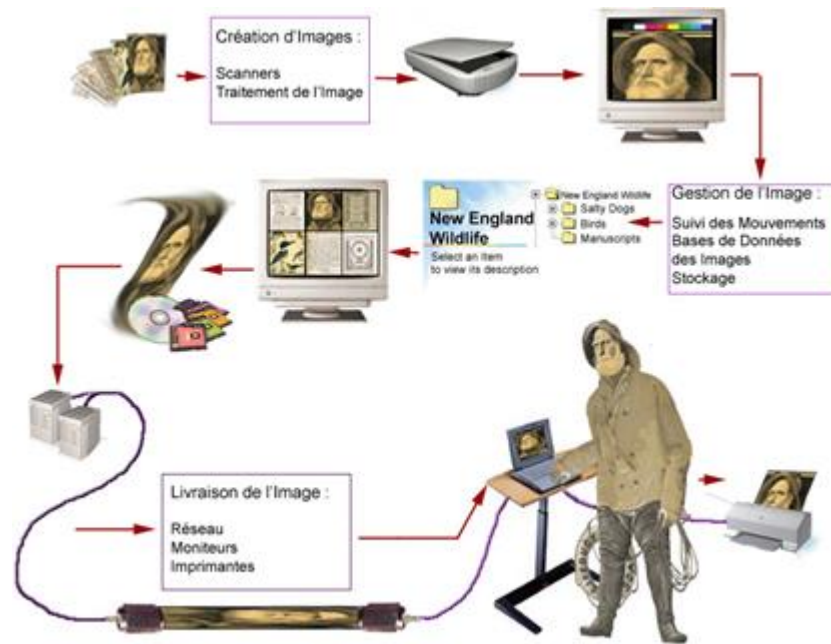 Création d'Images :
Scanners
Traitement de l'Image
Gestion de l'Image :
Suivi des Mouvements
Bases de Données
des Images
Stockage
New England Wildlife
Salty Dogs
Birds
Manuscripts
New England
Wildlife
Select an item
to view its description
Livraison de l'Image :
Réseau
Moniteurs
Imprimantes